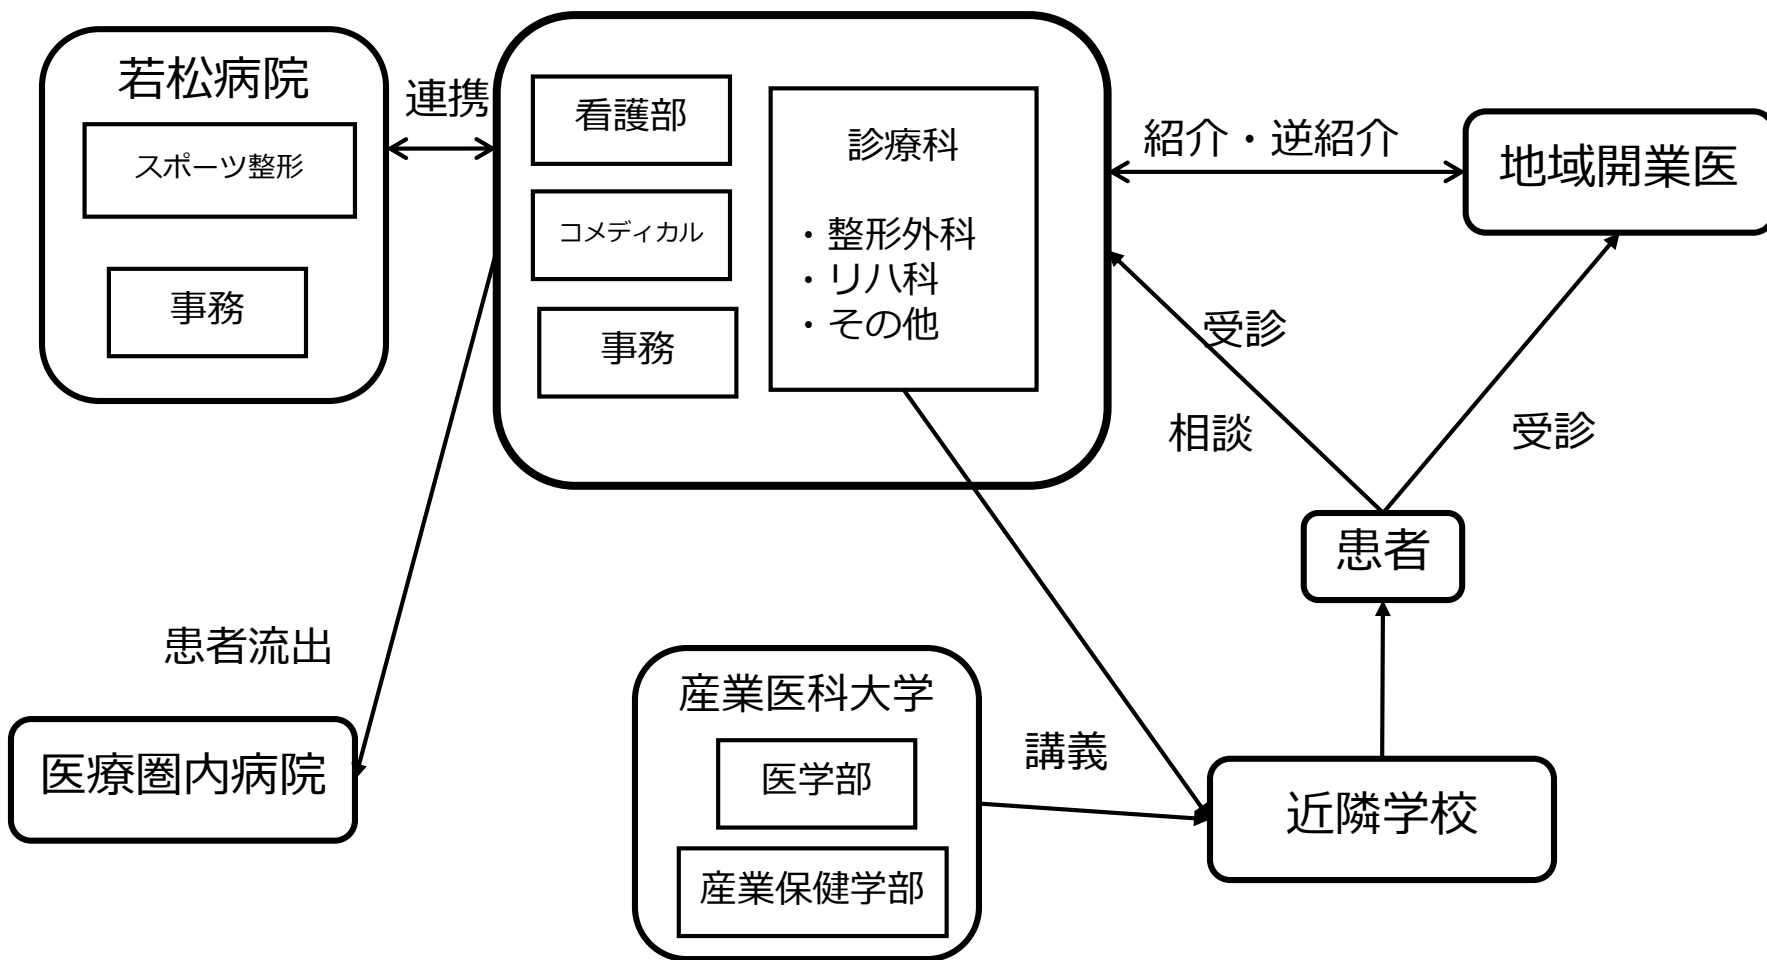 若松病院
スポーツ整形
事務
連携
看護部
コメディカル
事務
診療科
・整形外科
・リハ科
・その他
紹介・逆紹介
地域開業医
受診
相談
受診
患者
患者流出
医療圏内病院
産業医科大学
医学部
産業保健学部
講義
近隣学校